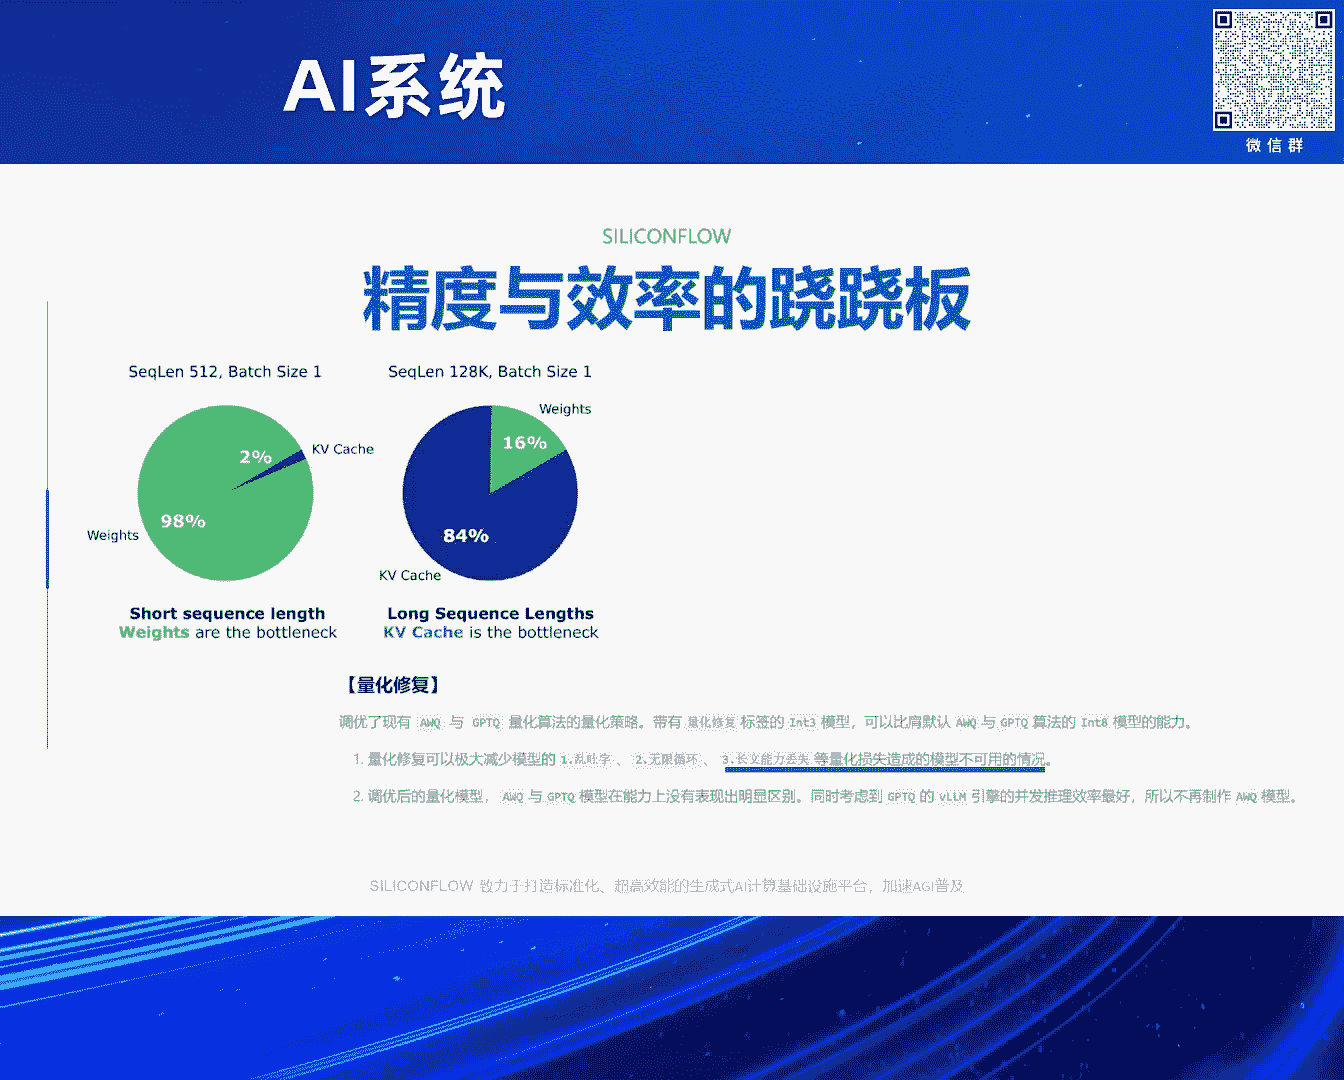 AI系统
微信群
SILICONFLOW
精度与效率的跷跷板
SeqLen 512, Batch Size 1
SeqLen 128K, Batch Size 1
Weights
16%
KV Cache
2%
98%
Weights
84%
KV Cache
Short sequence length
Weights are the bottleneck
Long Sequence Lengths
KV Cache is the bottleneck
【量化修复】
调优了现有 AWQ 与 GPTQ 量化算法的量化策略。带有 量化修复 标签的 Int3 模型，可以比肩默认 AWQ 与 GPTQ 算法的 Int8 模型的能力。
1. 量化修复可以极大减少模型的 1.乱吐字 、 2.无限循环 、 3.长文能力丢失 等量化损失造成的模型不可用的情况。
2. 调优后的量化模型， AWQ 与 GPTQ 模型在能力上没有表现出明显区别。同时考虑到 GPTQ 的 vLLM 引擎的并发推理效率最好，所以不再制作 AWQ 模型。
SILICONFLOW 致力于打造标准化、超高效能的生成式AI计算基础设施平台，加速AGI普及